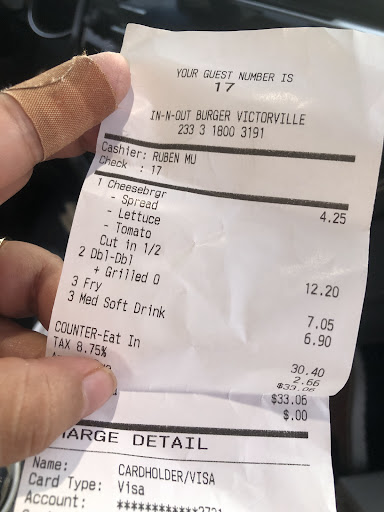 YOUR GUEST NUMBER IS
17
IN-N-OUT BURGER VICTORVILLE
233 3 1800 3191
Cashier: RUBEN MU
Check : 17
1 Cheesebrgr 4.25
- Spread
- Lettuce
- Tomato
Cut in 1/2
2 Dbl-Dbl 12.20
+ Grilled O
3 Fry 7.05
3 Med Soft Drink 6.90
COUNTER-Eat In 30.40
TAX 8.75% 2.66
$33.06
$33.06
$.00
CHARGE DETAIL
Name: CARDHOLDER/VISA
Card Type: Visa
Account: